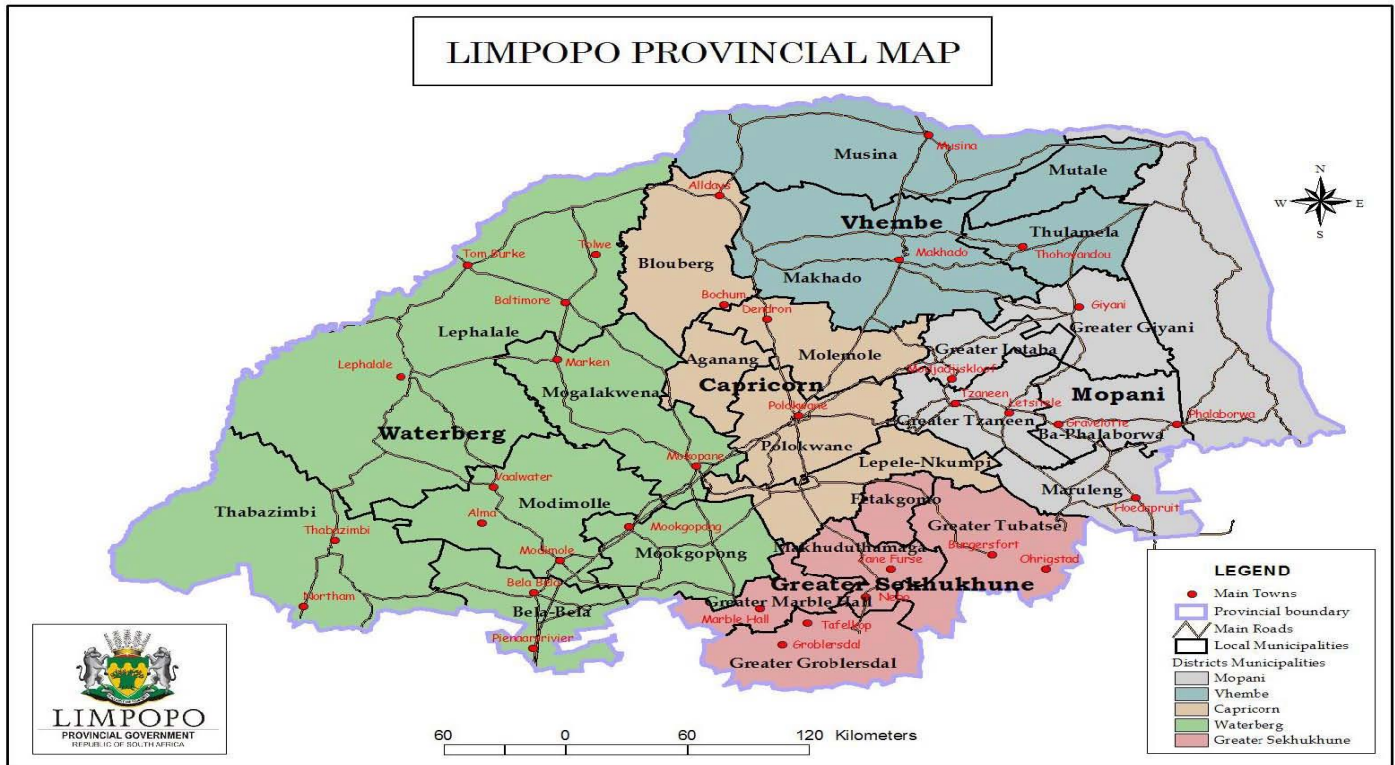 LIMPOPO PROVINCIAL MAP
Musina
Musina
Mutale
Alldays
Vhembe
Thulamela
Thohoyandou
Tolwe
Tom Burke
Blouberg
Makhado
Makhado
Baltimore
Bochum
Dendron
Giyani
Lephalale
Greater Giyani
Marken
Aganang
Molemole
Greater Letaba
Lephalale
Modjadjiskloof
Mogalakwena
Capricorn
Mopani
Tzaneen
Polokwane
Letsitele
Phalaborwa
Greater Tzaneen
Gravelotte
Waterberg
Ba-Phalaborwa
Polokwane
Mokopane
Lepele-Nkumpi
Vaalwater
Maruleng
Modimolle
Fetakgomo
Hoedspruit
Thabazimbi
Alma
Greater Tubatse
Thabazimbi
Mookgopong
Burgersfort
Makhuduthamaga
Mookgopong
Modimole
Jane Furse
Ohrigstad
Greater Sekhukhune
Bela Bela
Nebo
Northam
Greater Marble Hall
Bela-Bela
Marble Hall
Tafelkop
Pienaarrivier
Groblersdal
Greater Groblersdal
N
W E
S
LEGEND
Main Towns
Provincial boundary
Main Roads
Local Municipalities
Districts Municipalities
Mopani
Vhembe
Capricorn
Waterberg
Greater Sekhukhune
LIMPOPO
PROVINCIAL GOVERNMENT
REPUBLIC OF SOUTH AFRICA
60 0 60 120 Kilometers